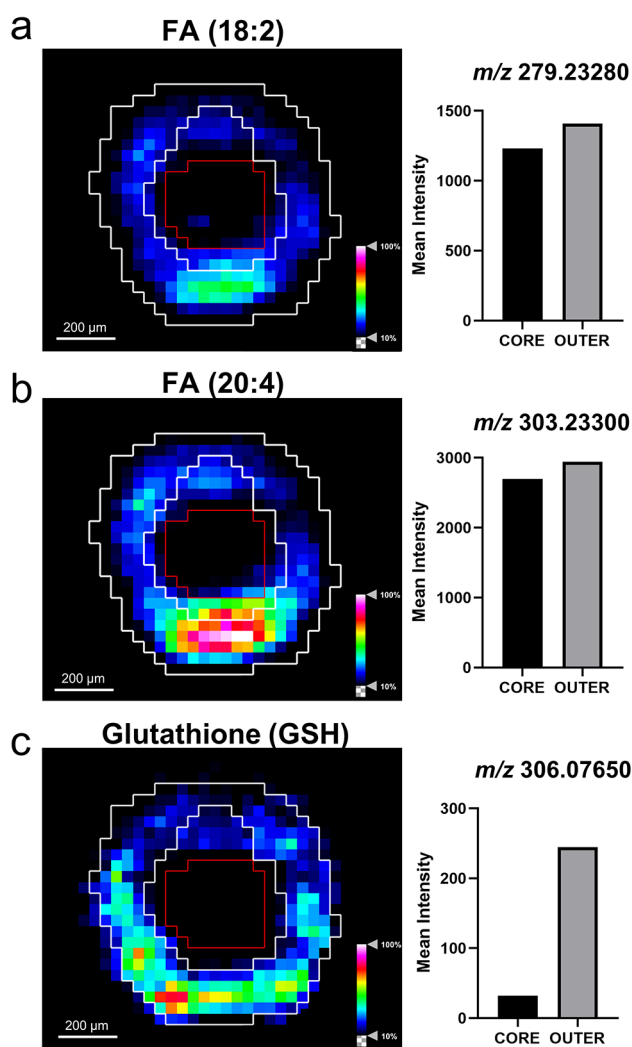 a
FA (18:2)
100%
10%
200 µm
m/z 279.23280
Mean Intensity
1500
1000
500
0
CORE OUTER
b
FA (20:4)
100%
10%
200 µm
m/z 303.23300
Mean Intensity
3000
2000
1000
0
CORE OUTER
c
Glutathione (GSH)
100%
10%
200 µm
m/z 306.07650
Mean Intensity
300
200
100
0
CORE OUTER